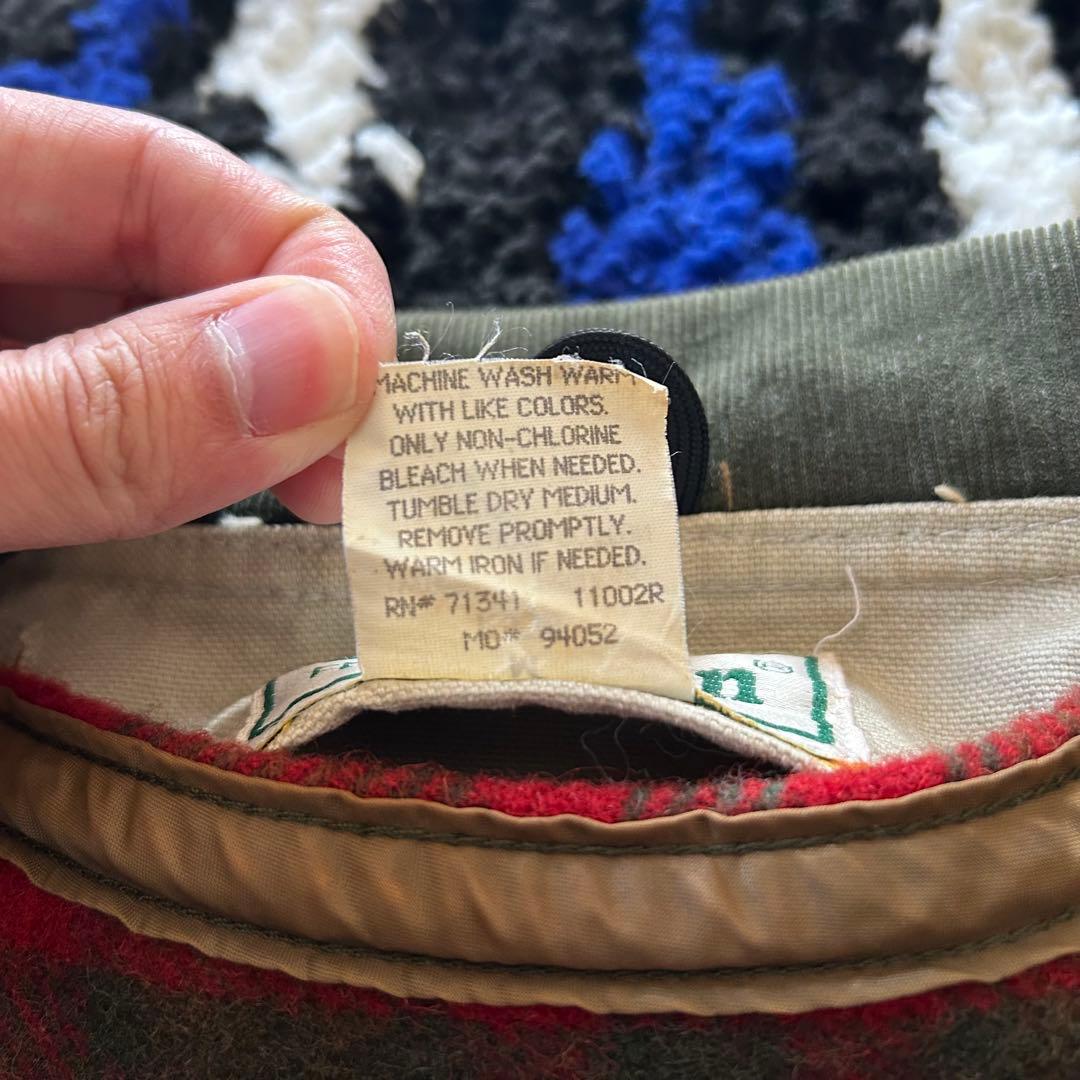 MACHINE WASH WARM
WITH LIKE COLORS.
ONLY NON-CHLORINE
BLEACH WHEN NEEDED.
TUMBLE DRY MEDIUM.
REMOVE PROMPTLY.
WARM IRON IF NEEDED.
RN# 71341 11002R
MO# 94052
n®